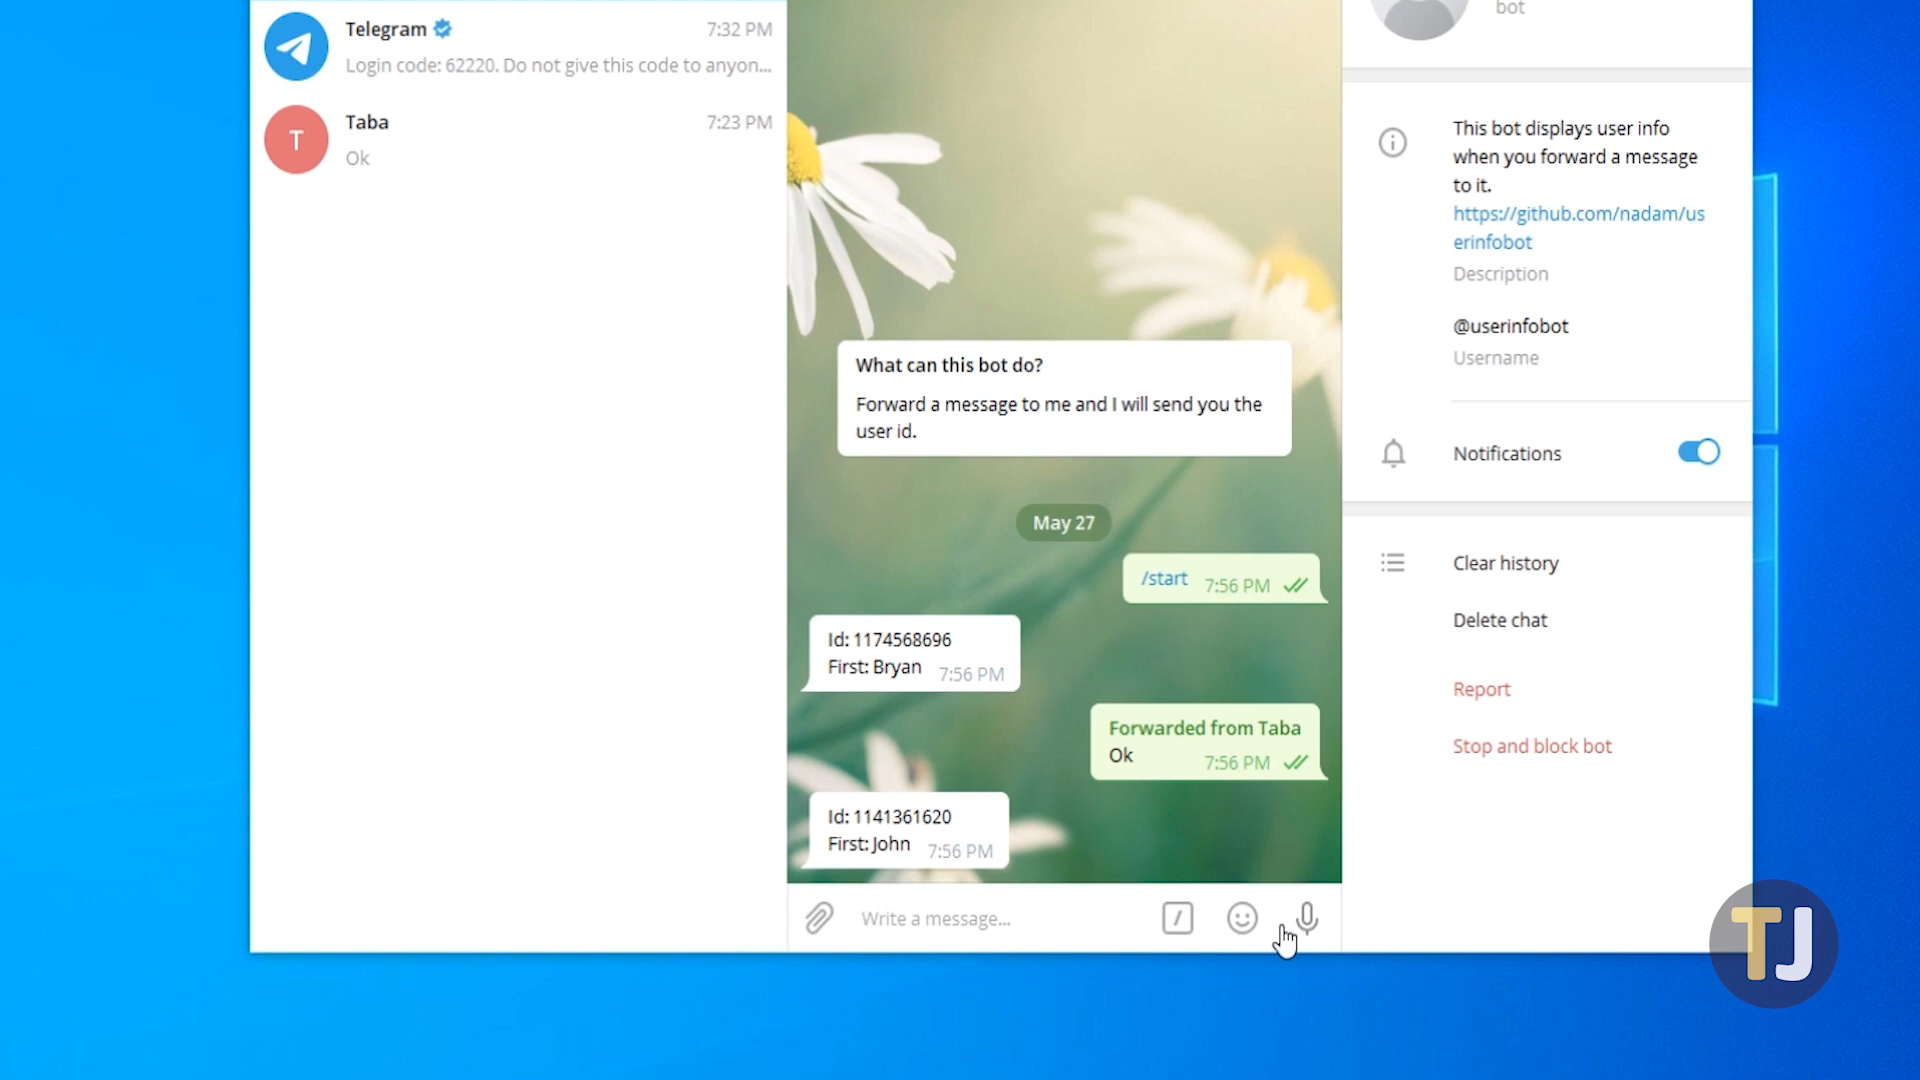 Telegram
7:32 PM
Login code: 62220. Do not give this code to anyon...
T
Taba
7:23 PM
Ok
What can this bot do?
Forward a message to me and I will send you the
user id.
May 27
/start 7:56 PM
Id: 1174568696
First: Bryan 7:56 PM
Forwarded from Taba
Ok 7:56 PM
Id: 1141361620
First: John 7:56 PM
Write a message...
bot
This bot displays user info
when you forward a message
to it.
https://github.com/nadam/us
erinfobot
Description
@userinfobot
Username
Notifications
Clear history
Delete chat
Report
Stop and block bot
TJ